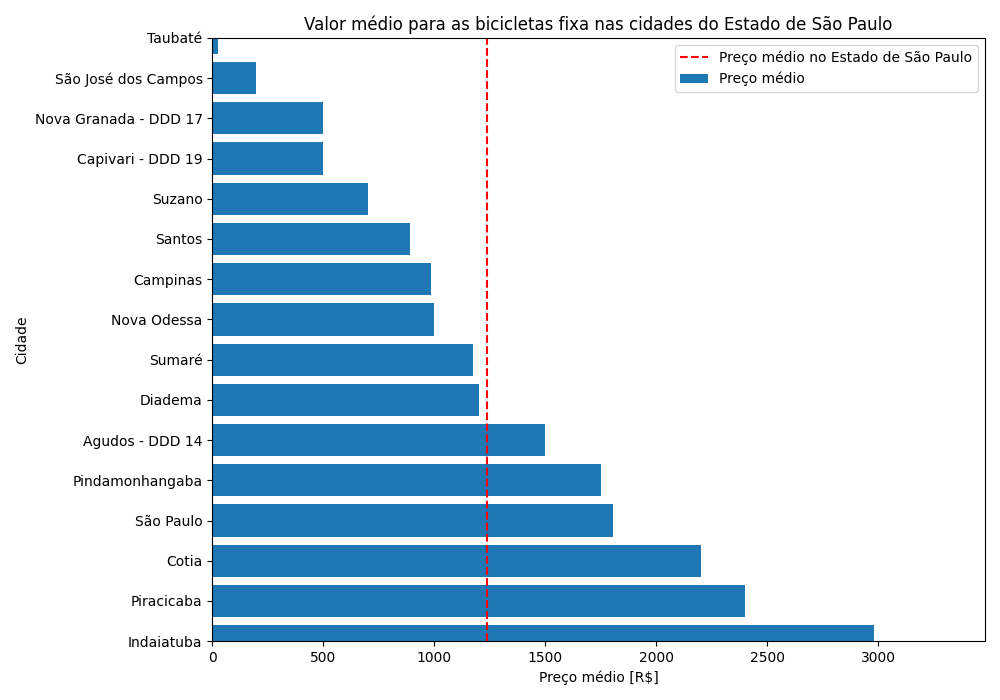 Valor médio para as bicicletas fixa nas cidades do Estado de São Paulo
Preço médio no Estado de São Paulo
Preço médio
Cidade
Taubaté
São José dos Campos
Nova Granada - DDD 17
Capivari - DDD 19
Suzano
Santos
Campinas
Nova Odessa
Sumaré
Diadema
Agudos - DDD 14
Pindamonhangaba
São Paulo
Cotia
Piracicaba
Indaiatuba
0 500 1000 1500 2000 2500 3000
Preço médio [R$]